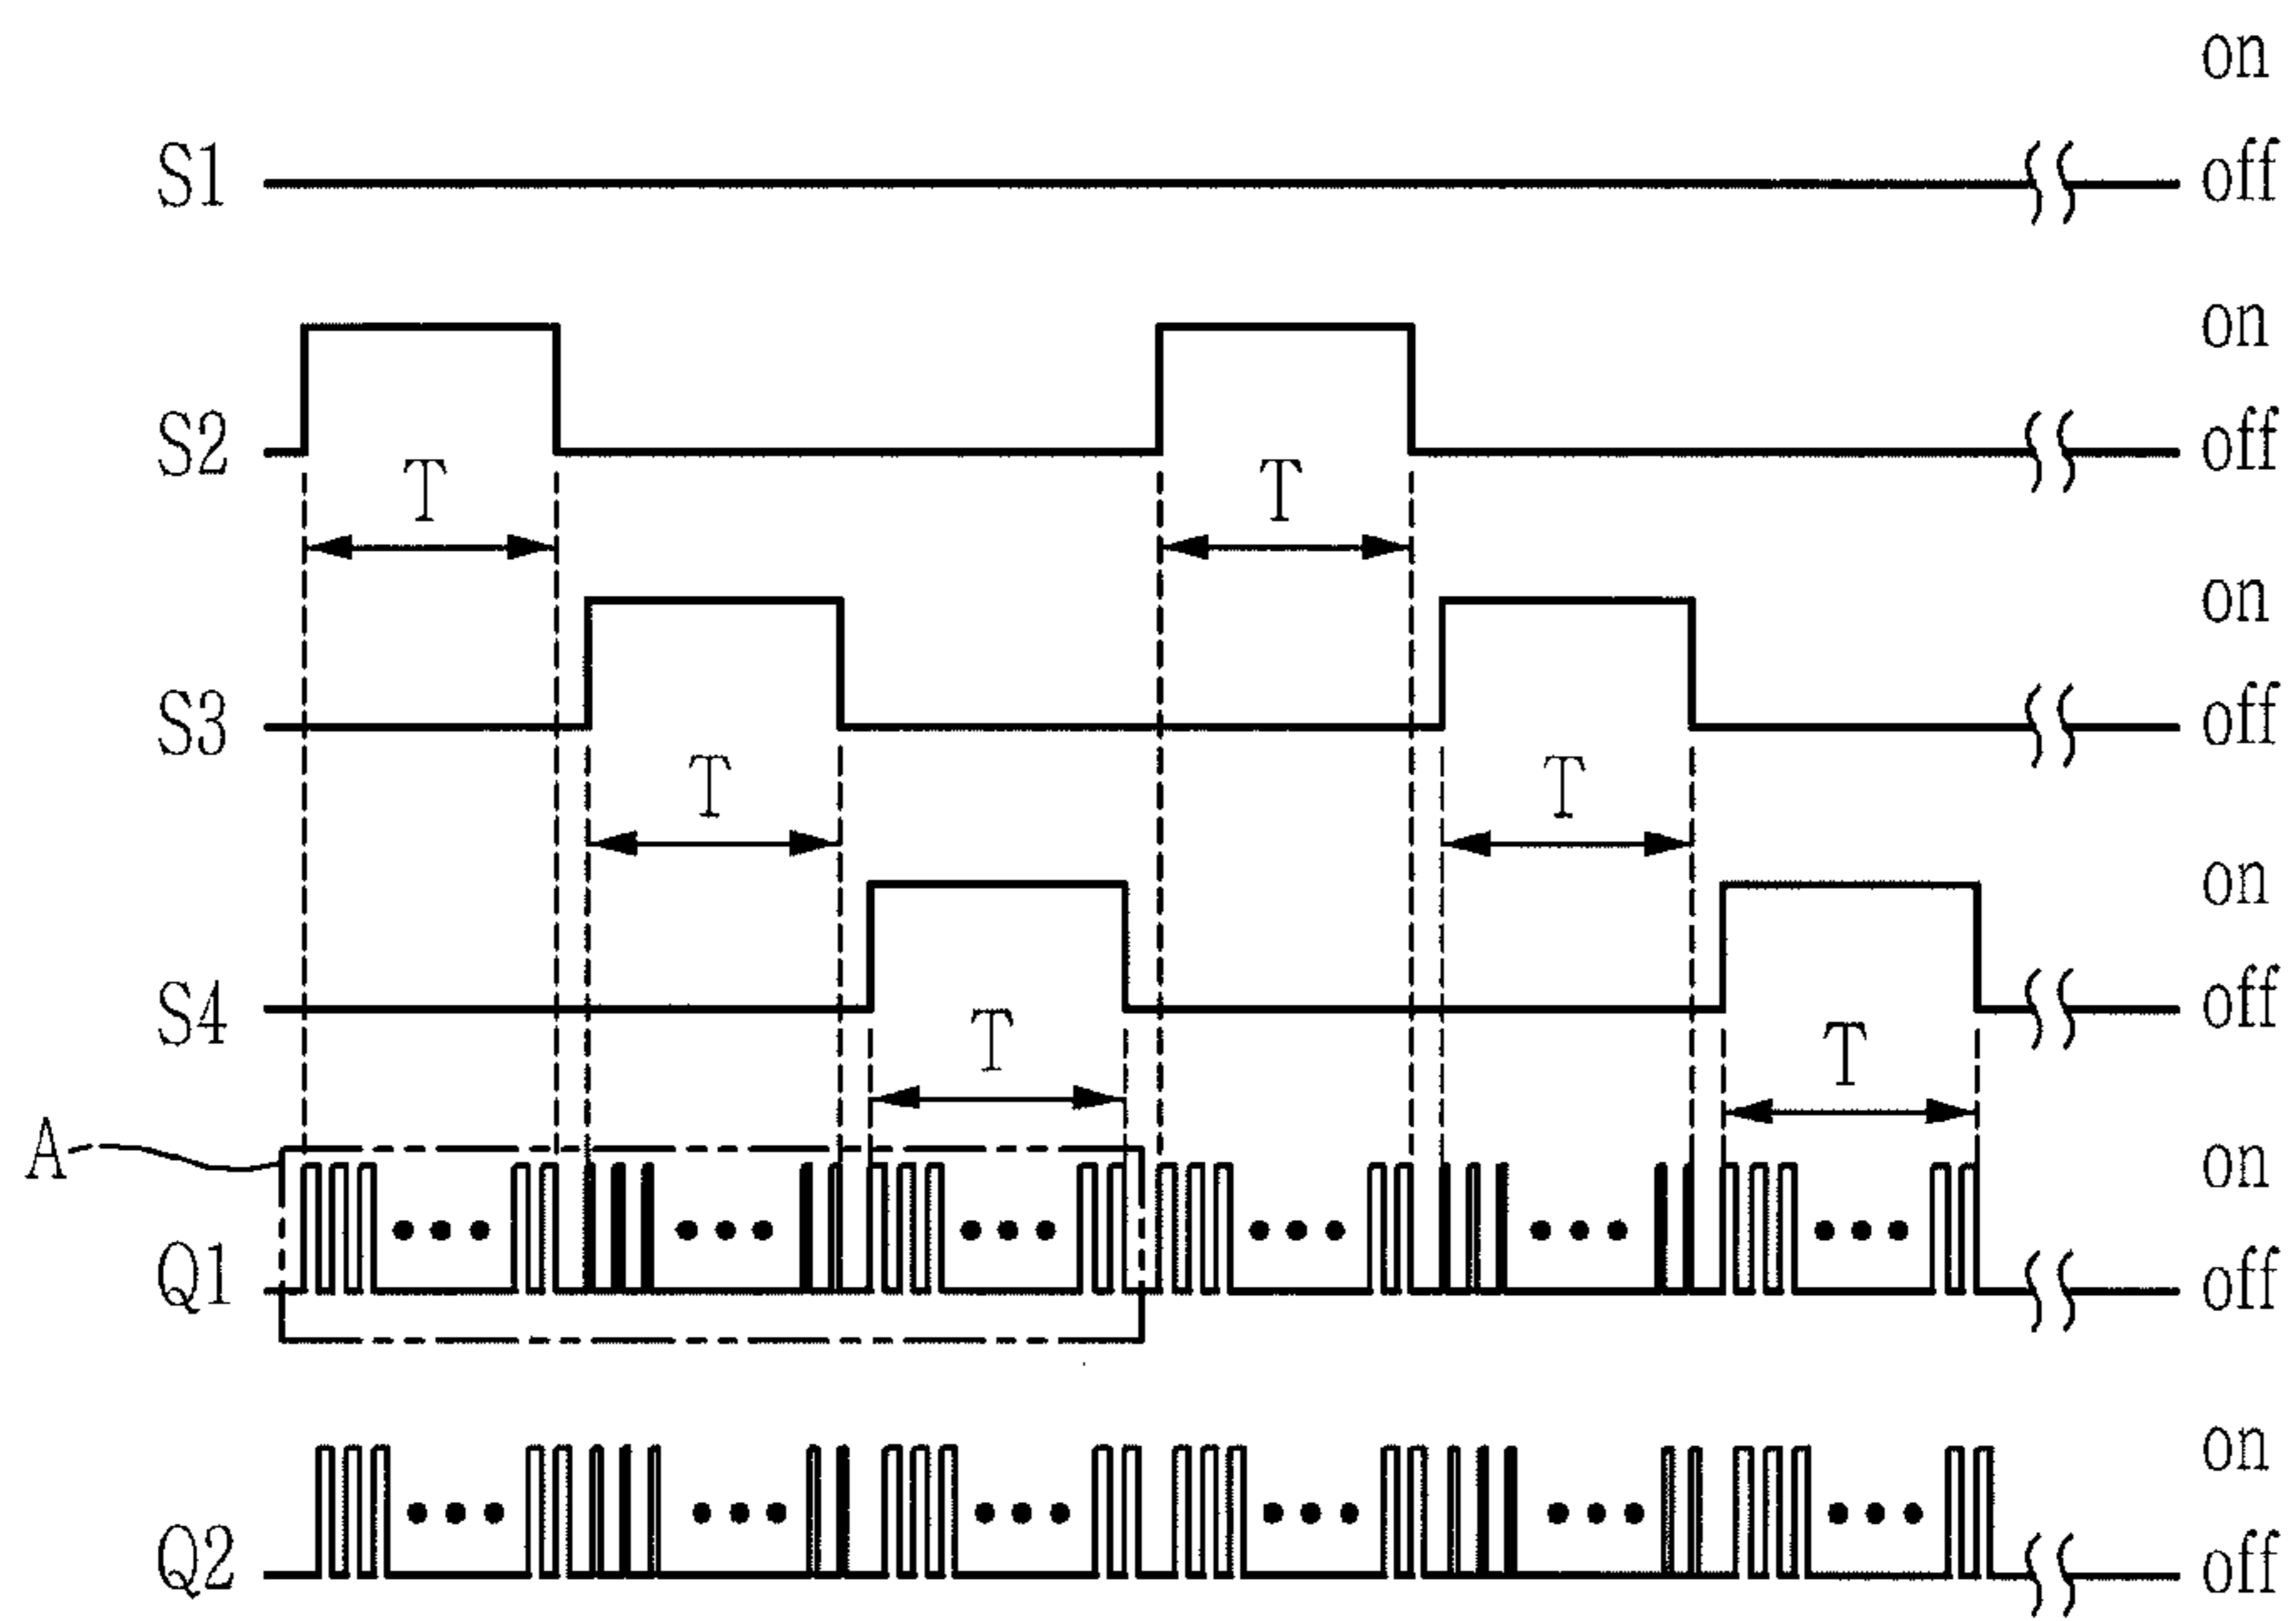 on
S1 off
on
S2 off
T T
on
S3 off
T T
on
S4 off
T T
A on
Q1 off
on
Q2 off